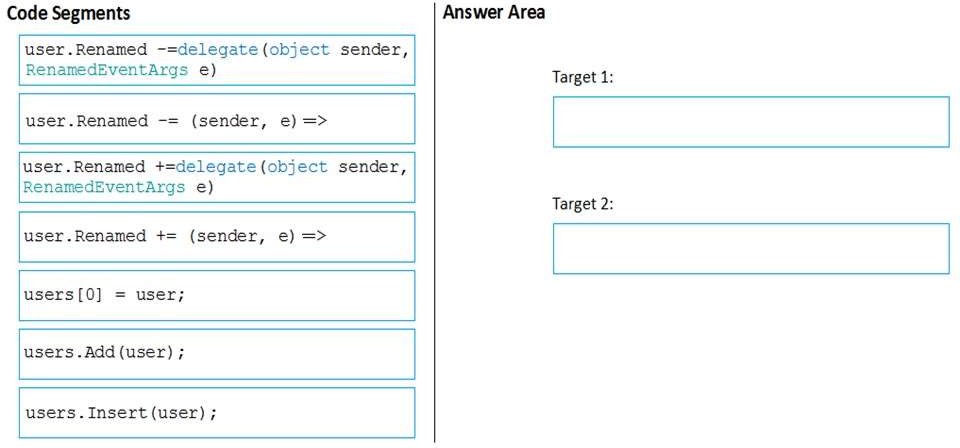 Code Segments
user.Renamed -=delegate(object sender,
RenamedEventArgs e)
user.Renamed -= (sender, e) =>
user.Renamed +=delegate(object sender,
RenamedEventArgs e)
user.Renamed += (sender, e) =>
users[0] = user;
users.Add(user);
users.Insert(user);
Answer Area
Target 1:
Target 2: